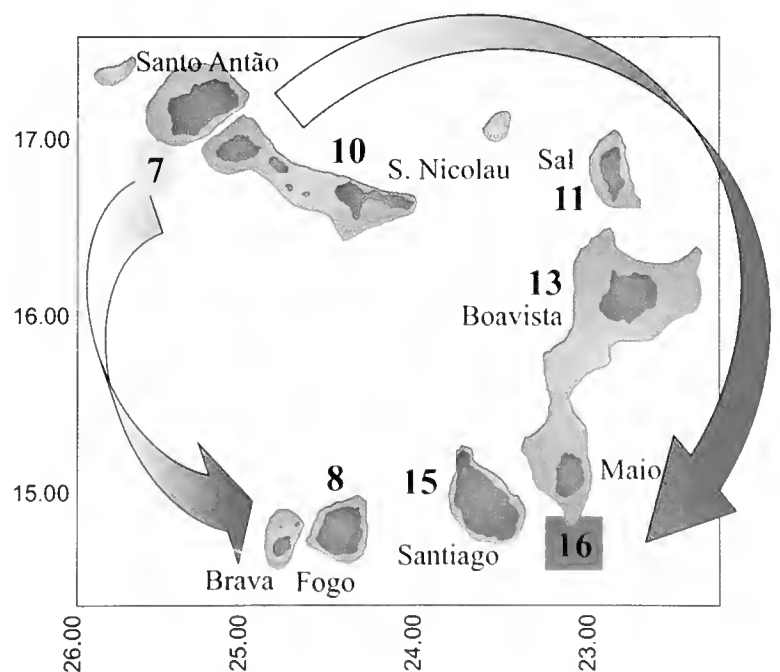 Santo Antão
17.00
7
10
S. Nicolau
Sal
11
13
Boavista
16.00
15.00
8
15
Maio
16
Santiago
Brava
Fogo
26.00
25.00
24.00
23.00